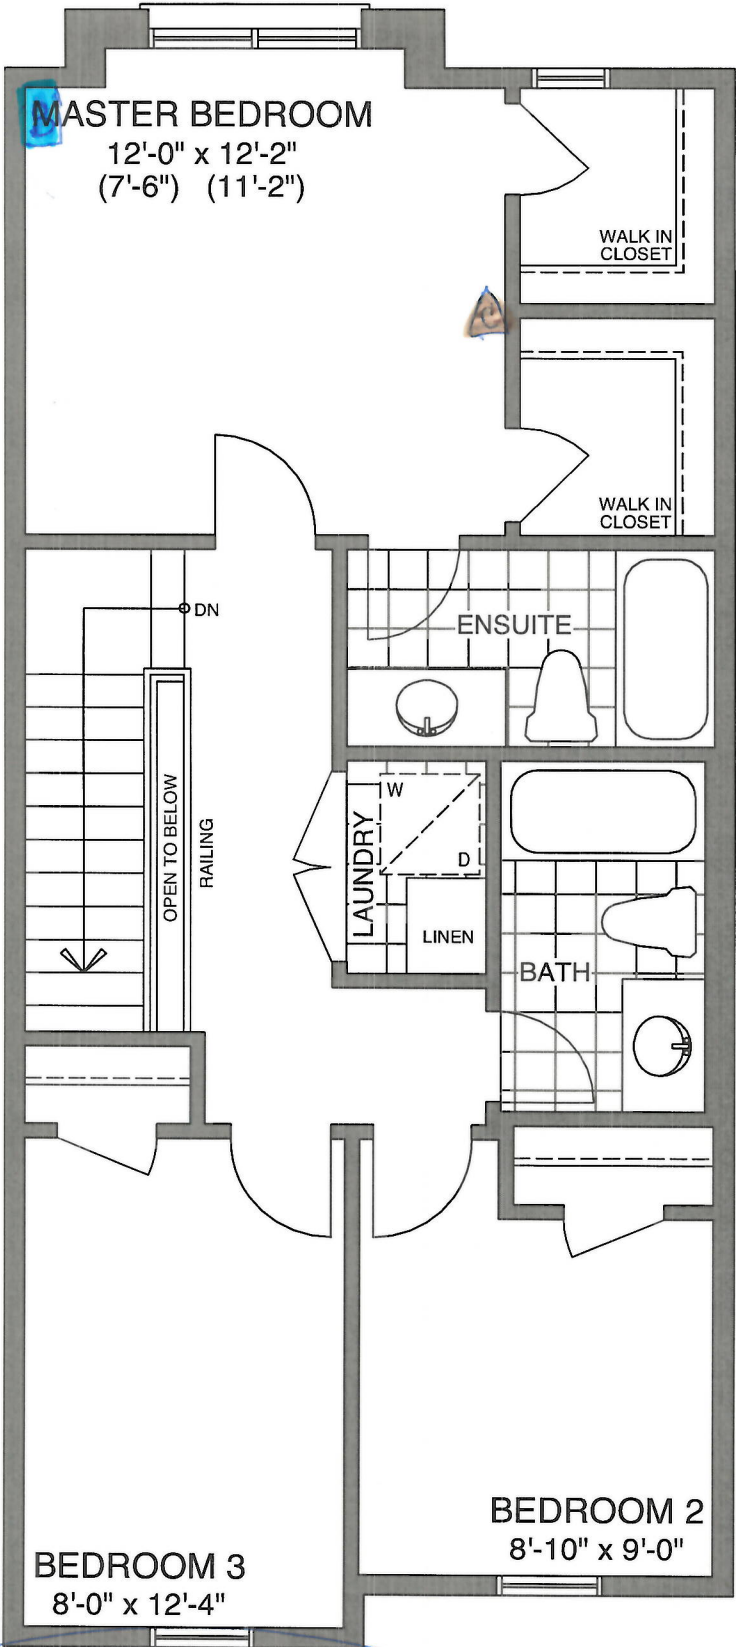 MASTER BEDROOM
12'-0" x 12'-2"
(7'-6") (11'-2")
WALK IN
CLOSET
C
WALK IN
CLOSET
DN
ENSUITE
OPEN TO BELOW
RAILING
LAUNDRY
W
D
LINEN
BATH
BEDROOM 2
8'-10" x 9'-0"
BEDROOM 3
8'-0" x 12'-4"